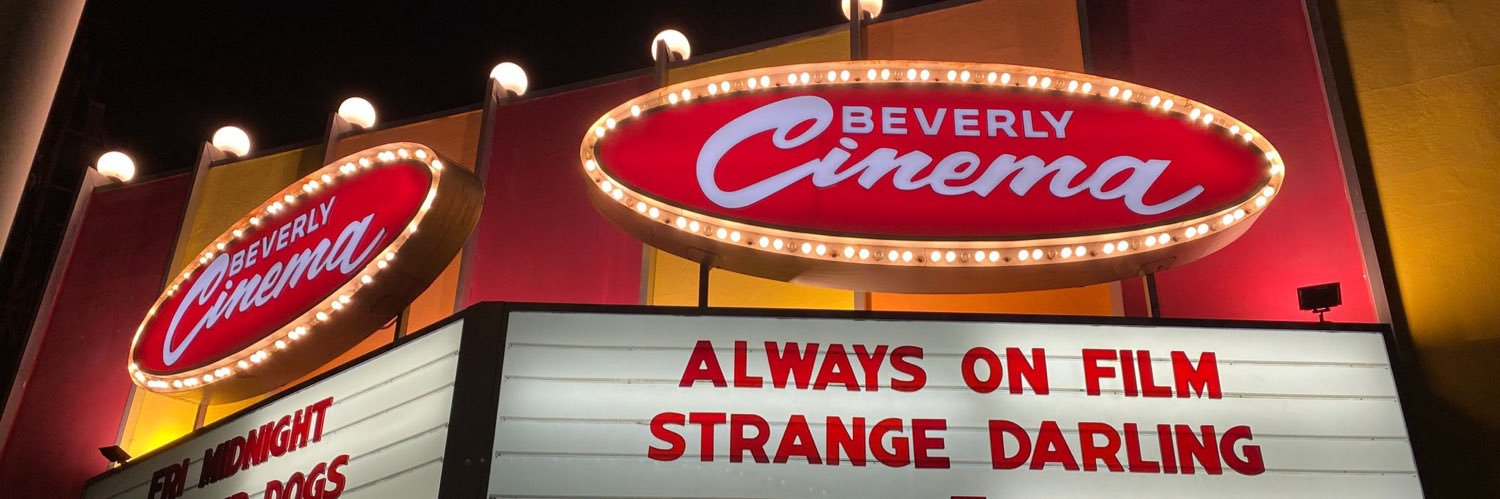 BEVERLY
Cinema
BEVERLY
Cinema
ALWAYS ON FILM
STRANGE DARLING
FRI MIDNIGHT
DOGS